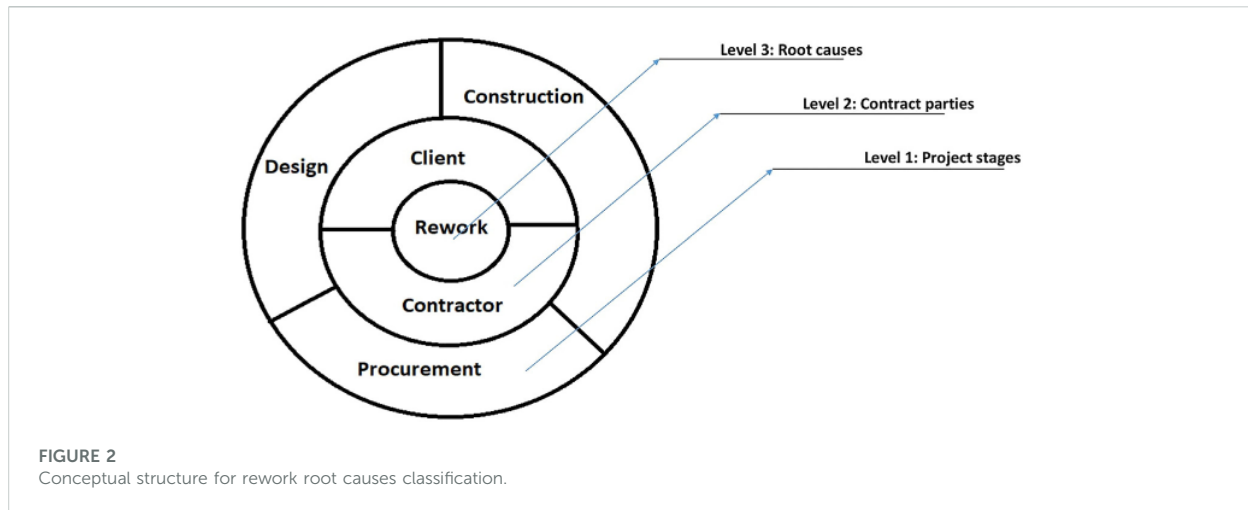 Level 3: Root causes
Construction
Level 2: Contract parties
Client
Level 1: Project stages
Design
Rework
Contractor
Procurement
FIGURE 2
Conceptual structure for rework root causes classification.